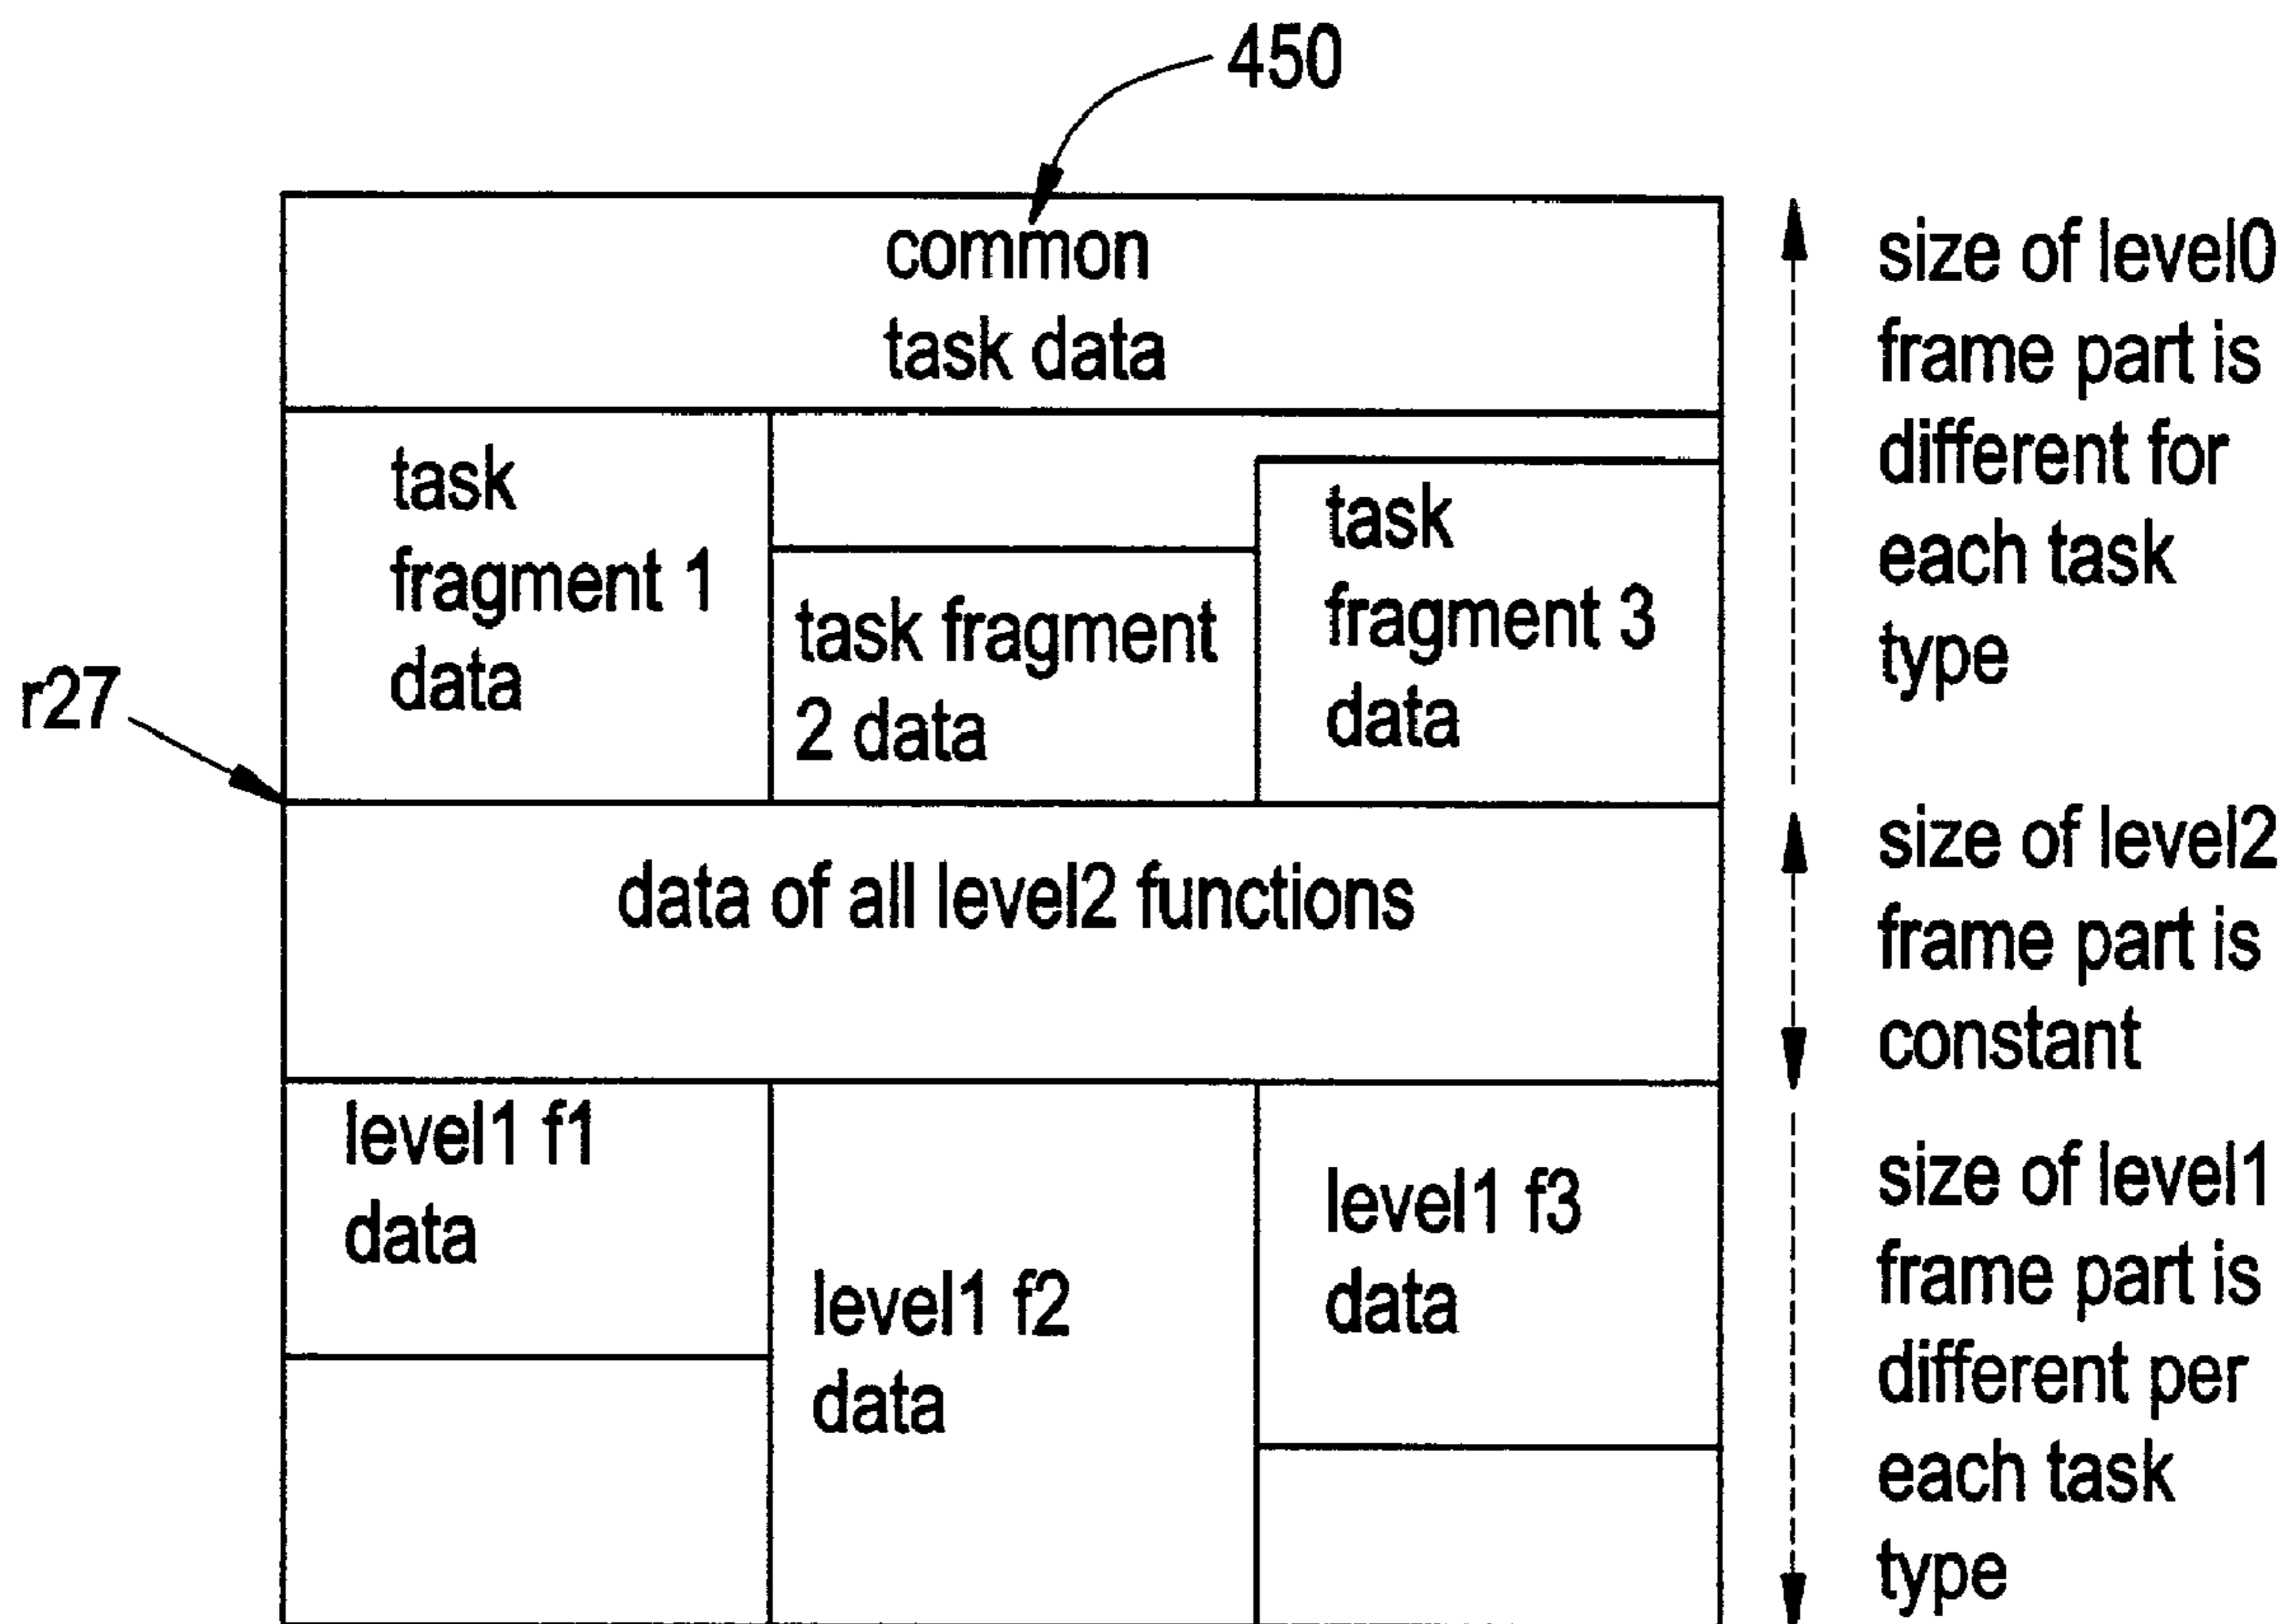 450
common
task data
size of level0
frame part is
different for
each task
type
task
fragment 1
data
task fragment
2 data
task
fragment 3
data
r27
data of all level2 functions
size of level2
frame part is
constant
level1 f1
data
level1 f2
data
level1 f3
data
size of level1
frame part is
different per
each task
type